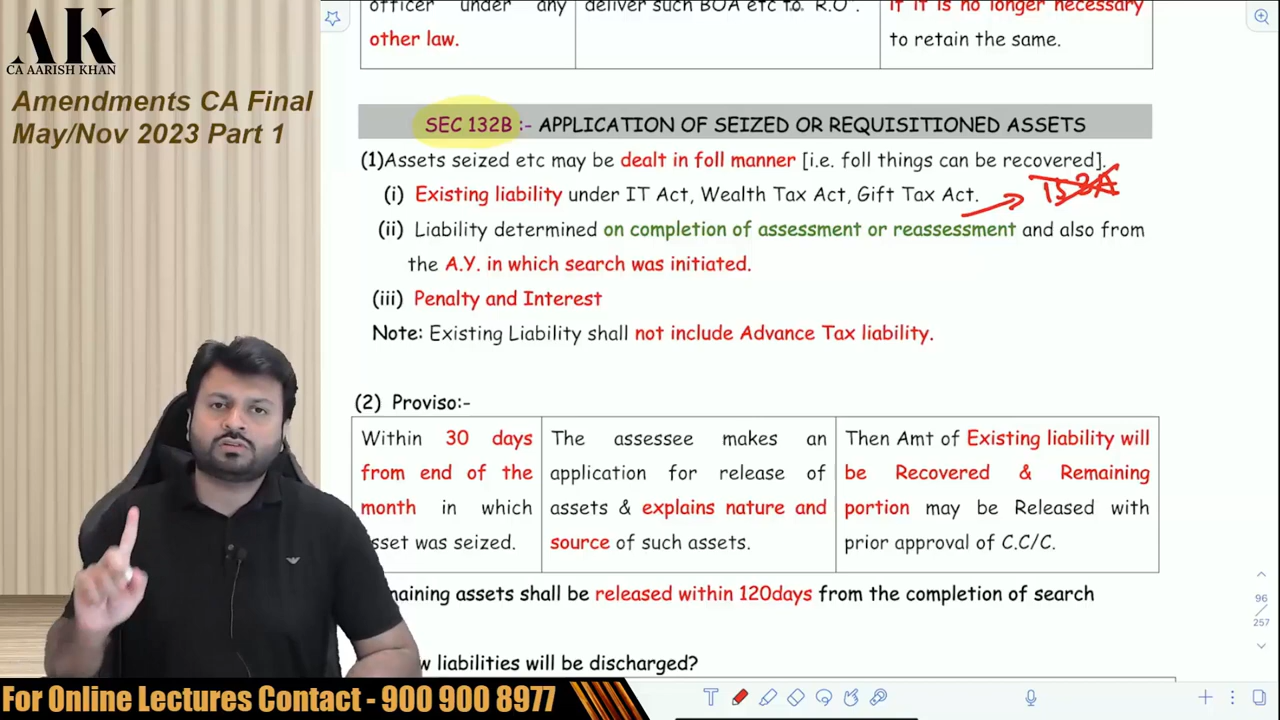 AK
CA AARISH KHAN
Amendments CA Final
May/Nov 2023 Part 1
officer under any
other law.
deliver such BOA etc to R.O".
if it is no longer necessary
to retain the same.
SEC 132B :- APPLICATION OF SEIZED OR REQUISITIONED ASSETS
(1)Assets seized etc may be dealt in foll manner [i.e. foll things can be recovered].
(i) Existing liability under IT Act, Wealth Tax Act, Gift Tax Act.
153A
(ii) Liability determined on completion of assessment or reassessment and also from
the A.Y. in which search was initiated.
(iii) Penalty and Interest
Note: Existing Liability shall not include Advance Tax liability.
(2) Proviso:-
Within 30 days
from end of the
month in which
asset was seized.
The assessee makes an
application for release of
assets & explains nature and
source of such assets.
Then Amt of Existing liability will
be Recovered & Remaining
portion may be Released with
prior approval of C.C/C.
maining assets shall be released within 120days from the completion of search
w liabilities will be discharged?
96
257
For Online Lectures Contact - 900 900 8977